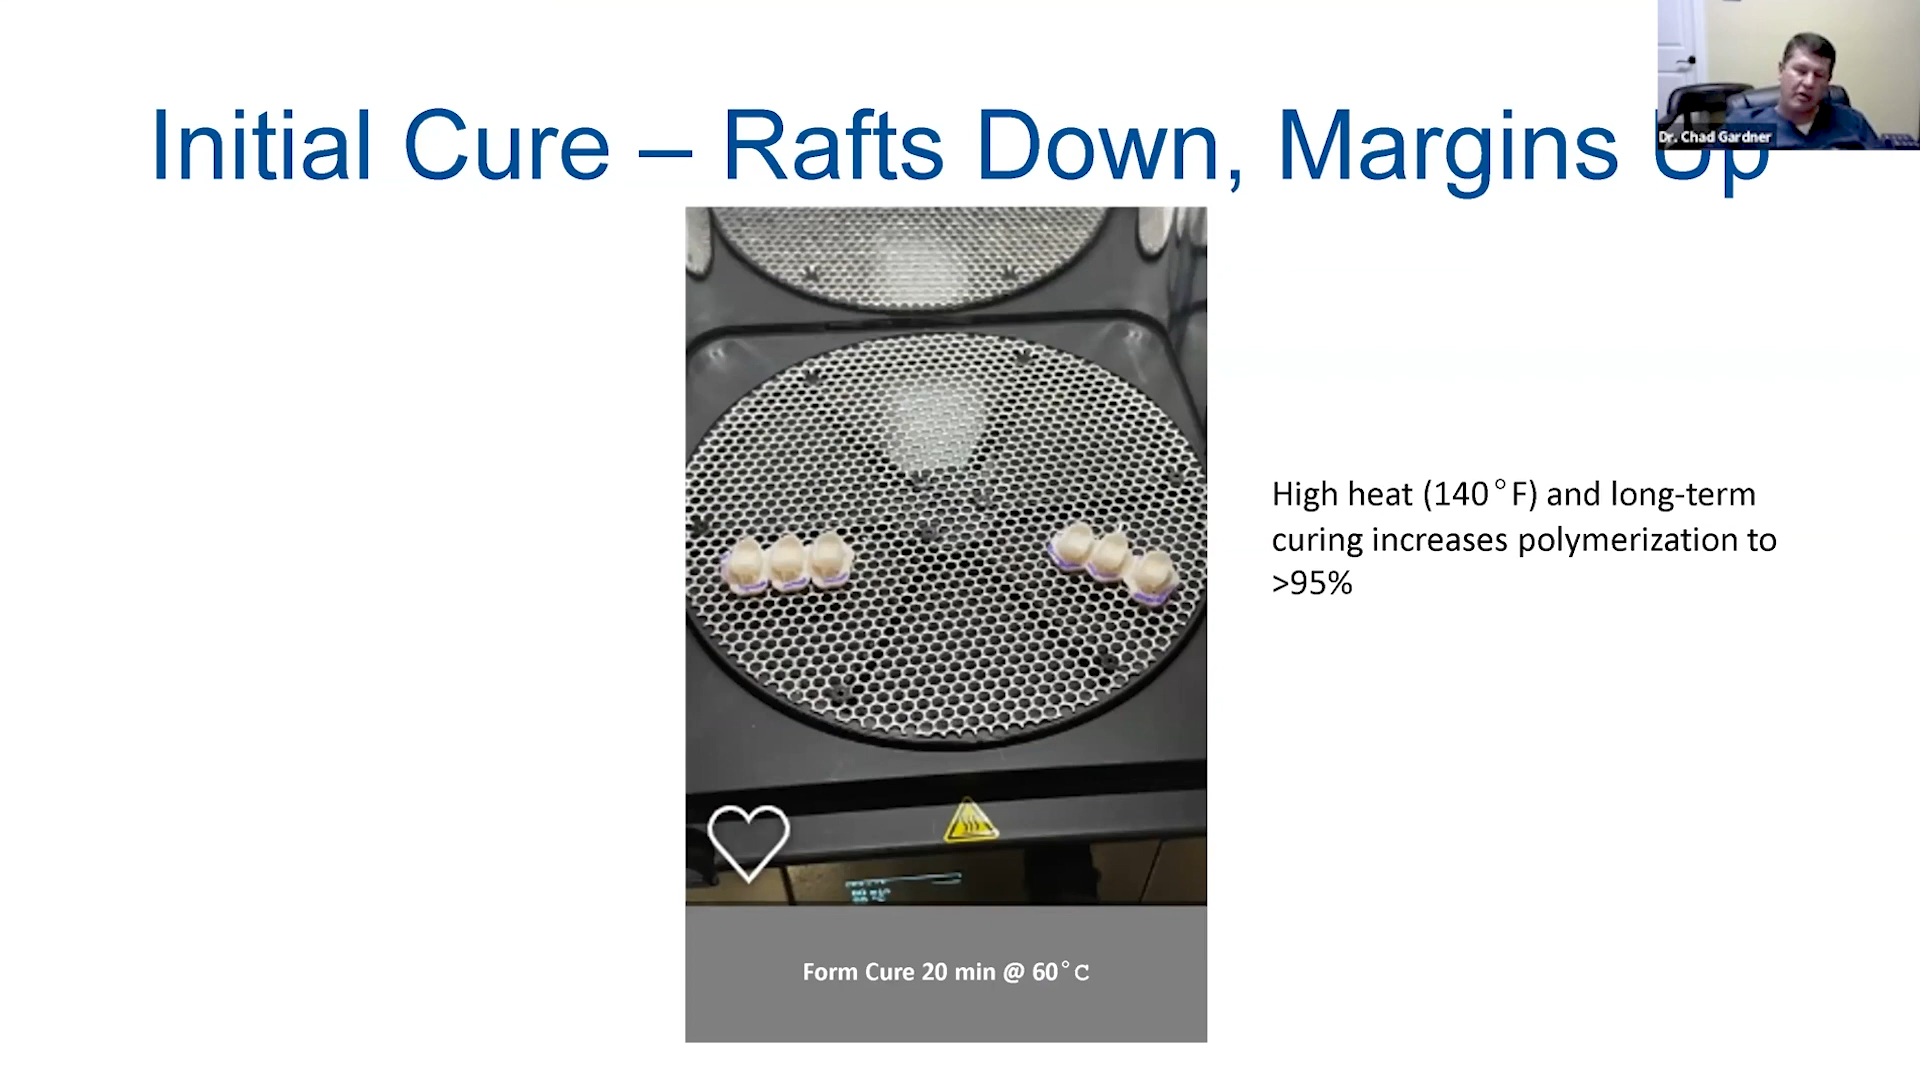 Initial Cure – Rafts Down, Margins Up
Dr. Chad Gardner
High heat (140°F) and long-term
curing increases polymerization to
>95%
Form Cure 20 min @ 60°C